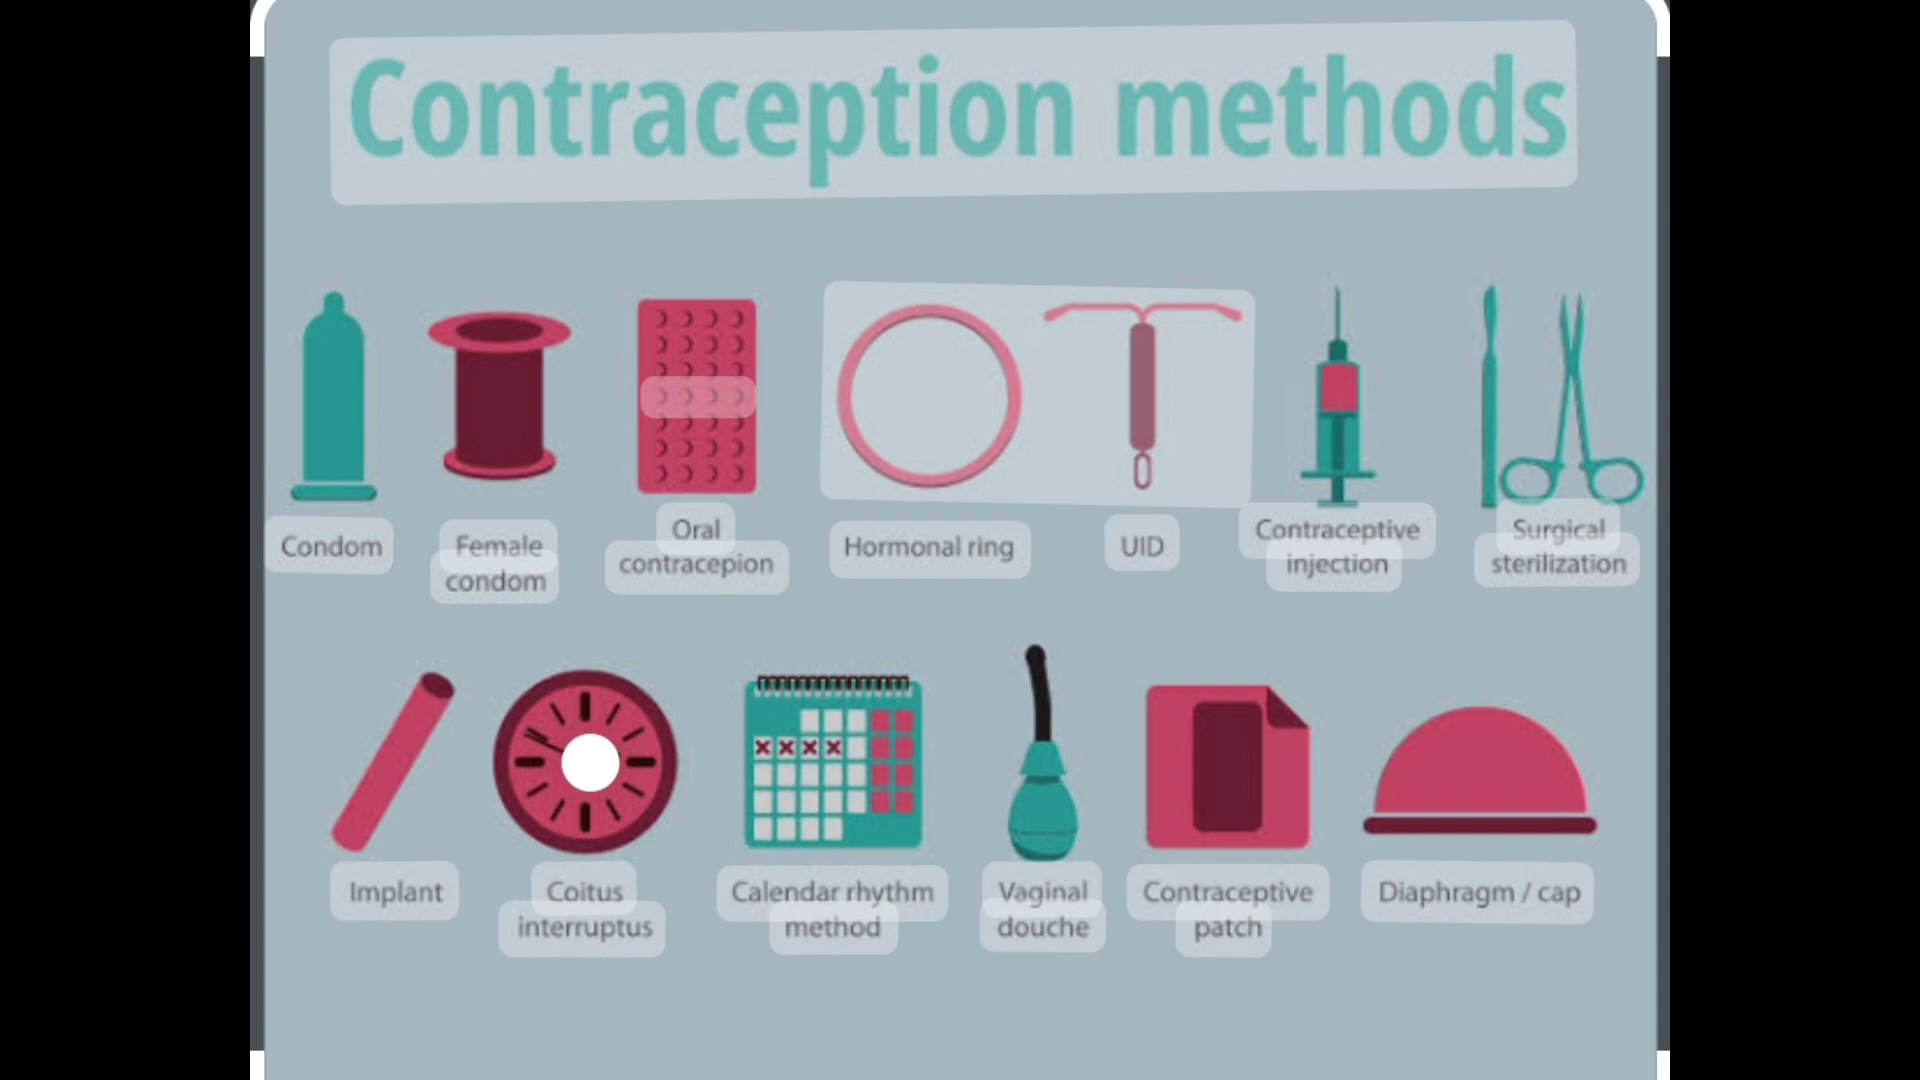 Contraception methods
Condom
Female
condom
Oral
contracepion
Hormonal ring
UID
Contraceptive
injection
Surgical
sterilization
Implant
Coitus
interruptus
Calendar rhythm
method
Vaginal
douche
Contraceptive
patch
Diaphragm / cap